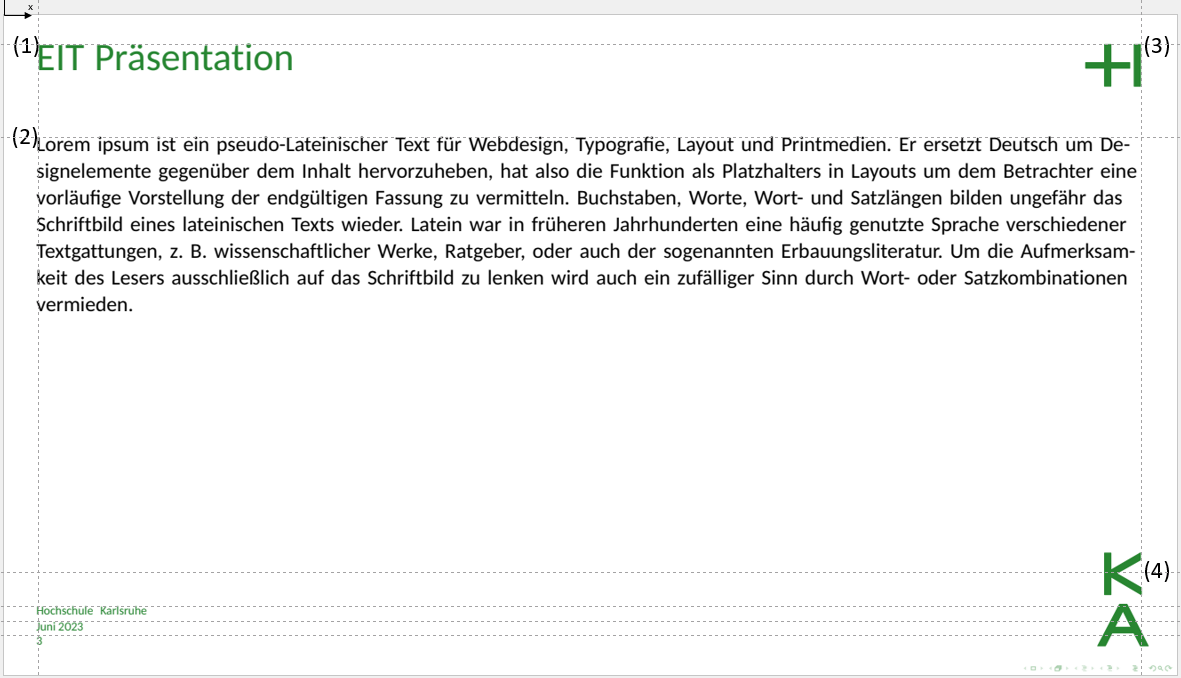 x
(1) EIT Präsentation +H (3)
(2) Lorem ipsum ist ein pseudo-Lateinischer Text für Webdesign, Typografie, Layout und Printmedien. Er ersetzt Deutsch um De-
signelemente gegenüber dem Inhalt hervorzuheben, hat also die Funktion als Platzhalters in Layouts um dem Betrachter eine
vorläufige Vorstellung der endgültigen Fassung zu vermitteln. Buchstaben, Worte, Wort- und Satzlängen bilden ungefähr das
Schriftbild eines lateinischen Texts wieder. Latein war in früheren Jahrhunderten eine häufig genutzte Sprache verschiedener
Textgattungen, z. B. wissenschaftlicher Werke, Ratgeber, oder auch der sogenannten Erbauungsliteratur. Um die Aufmerksam-
keit des Lesers ausschließlich auf das Schriftbild zu lenken wird auch ein zufälliger Sinn durch Wort- oder Satzkombinationen
vermieden.
K (4)
A
Hochschule Karlsruhe
Juni 2023
3